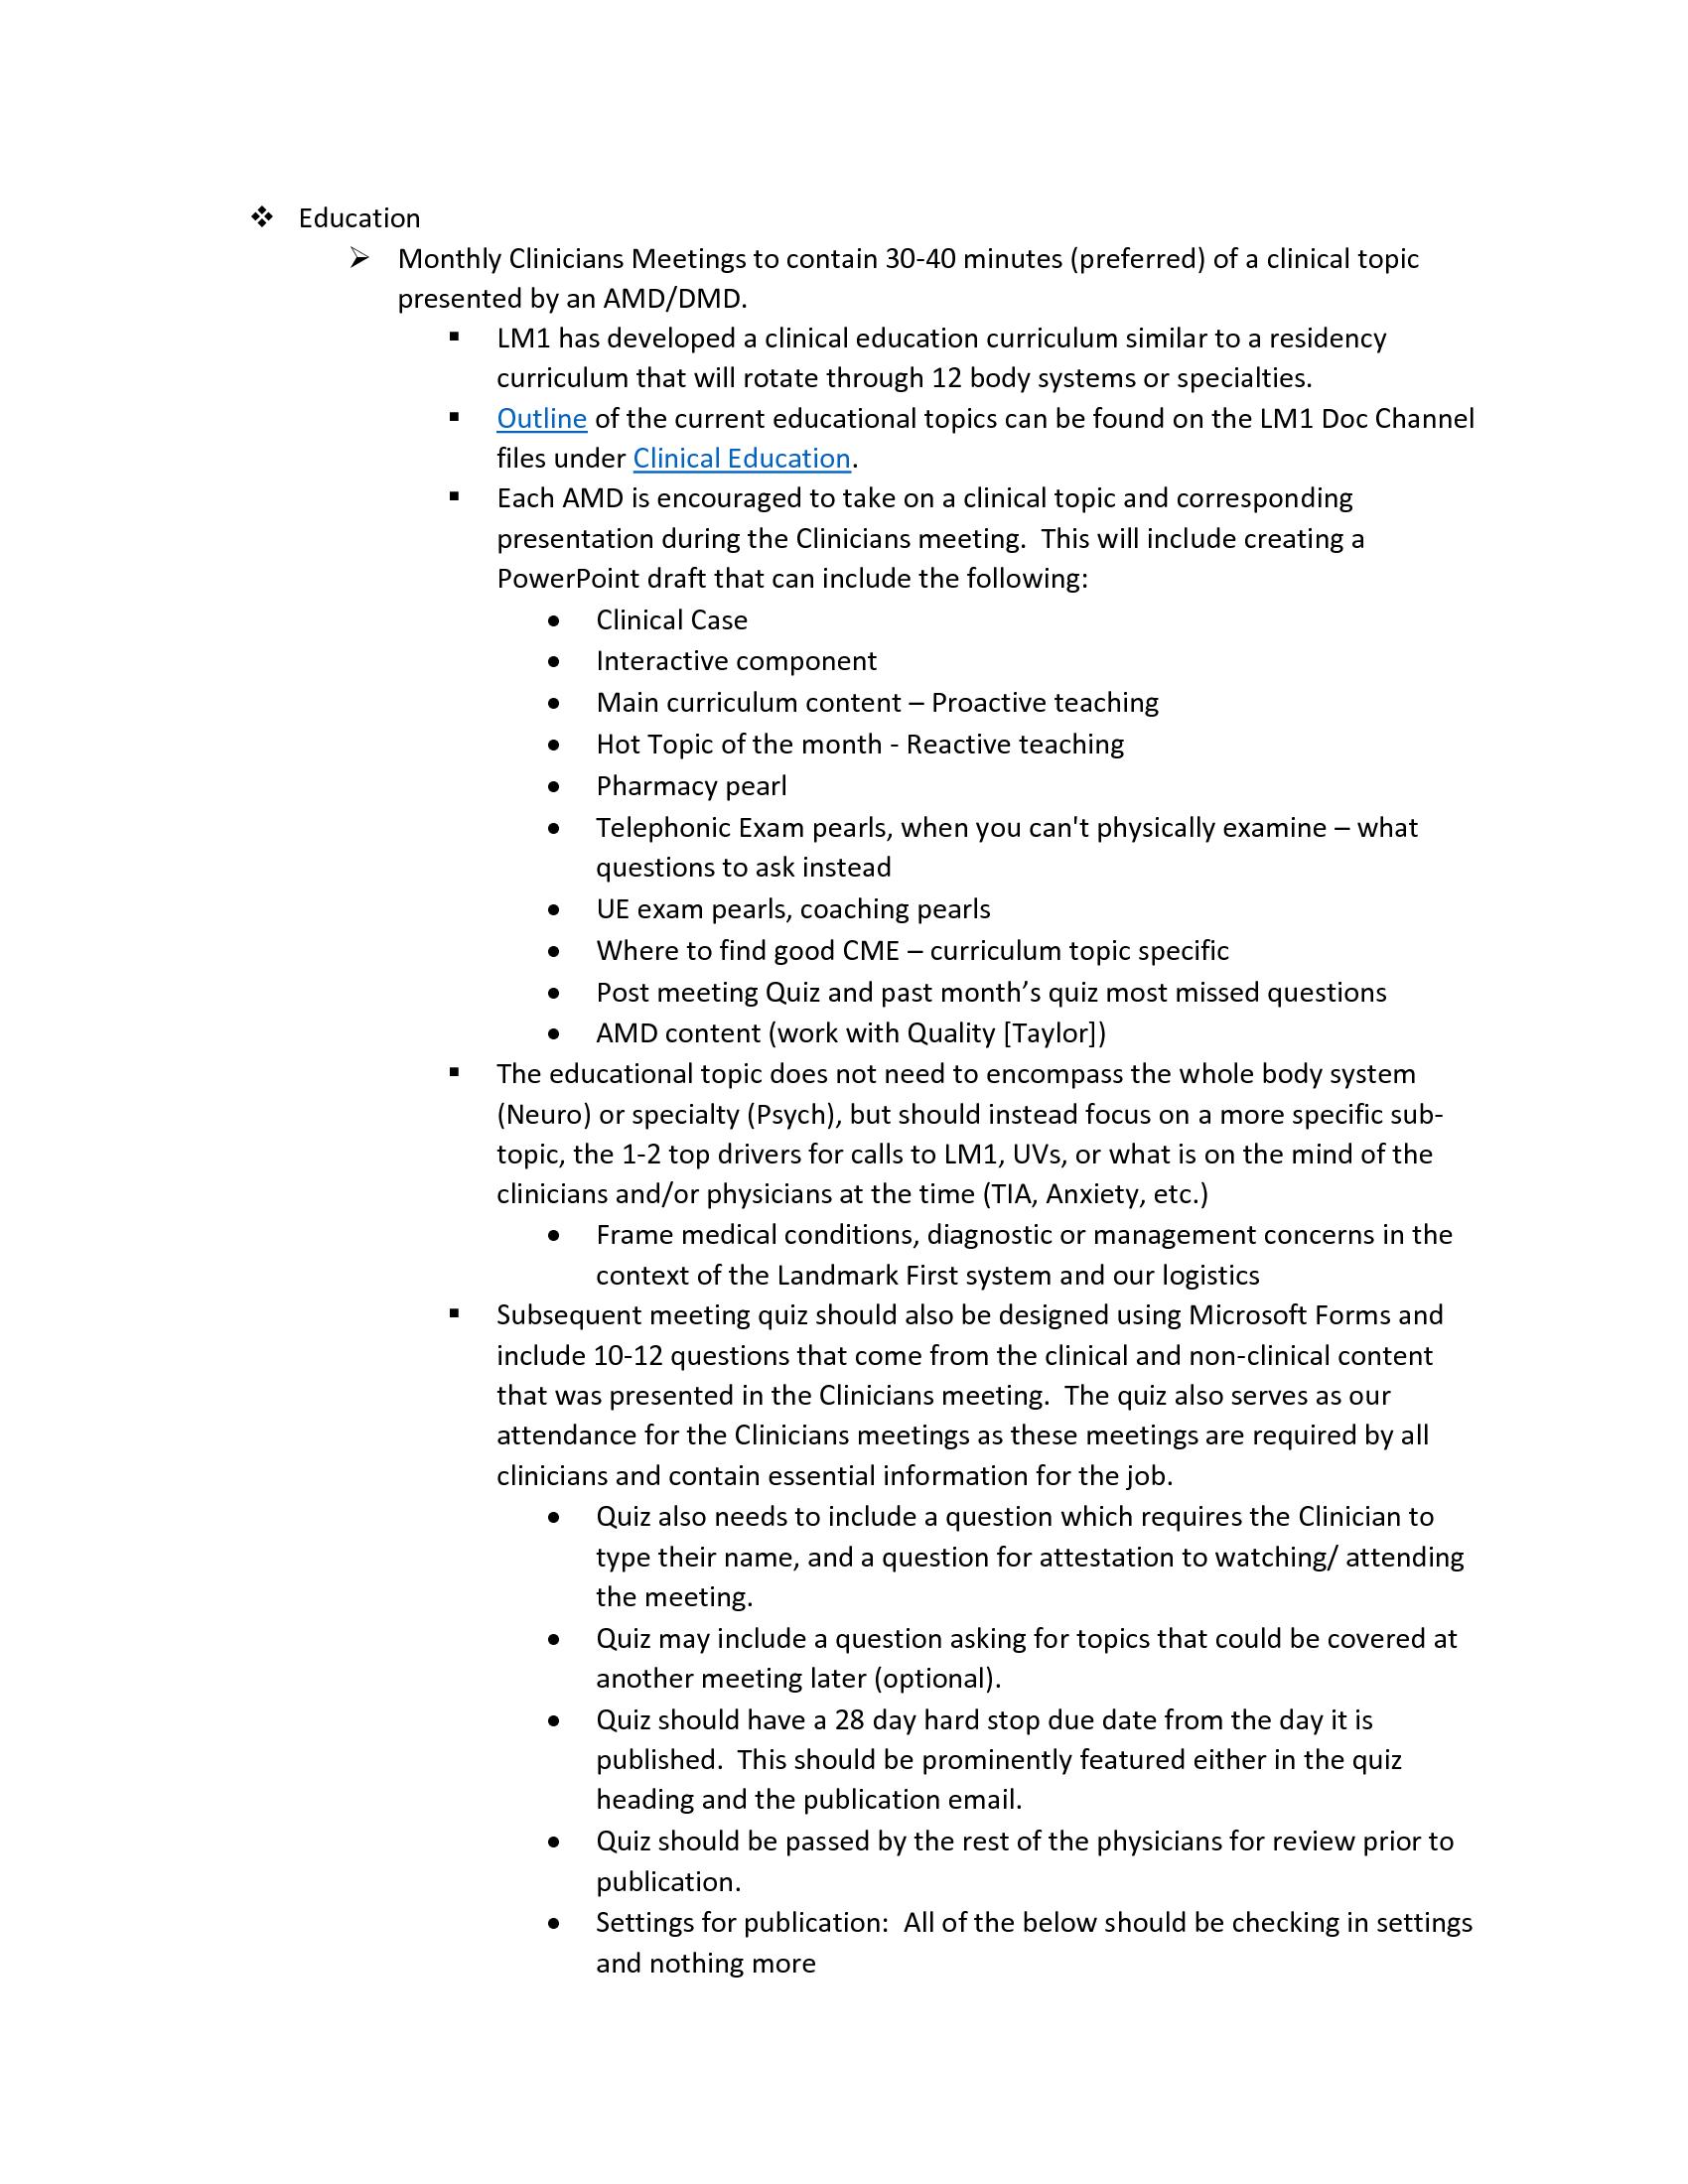 ❖ Education
➢ Monthly Clinicians Meetings to contain 30-40 minutes (preferred) of a clinical topic
presented by an AMD/DMD.
▪ LM1 has developed a clinical education curriculum similar to a residency
curriculum that will rotate through 12 body systems or specialties.
▪ Outline of the current educational topics can be found on the LM1 Doc Channel
files under Clinical Education.
▪ Each AMD is encouraged to take on a clinical topic and corresponding
presentation during the Clinicians meeting.  This will include creating a
PowerPoint draft that can include the following:
• Clinical Case
• Interactive component
• Main curriculum content – Proactive teaching
• Hot Topic of the month - Reactive teaching
• Pharmacy pearl
• Telephonic Exam pearls, when you can't physically examine – what
questions to ask instead
• UE exam pearls, coaching pearls
• Where to find good CME – curriculum topic specific
• Post meeting Quiz and past month’s quiz most missed questions
• AMD content (work with Quality [Taylor])
▪ The educational topic does not need to encompass the whole body system
(Neuro) or specialty (Psych), but should instead focus on a more specific sub-
topic, the 1-2 top drivers for calls to LM1, UVs, or what is on the mind of the
clinicians and/or physicians at the time (TIA, Anxiety, etc.)
• Frame medical conditions, diagnostic or management concerns in the
context of the Landmark First system and our logistics
▪ Subsequent meeting quiz should also be designed using Microsoft Forms and
include 10-12 questions that come from the clinical and non-clinical content
that was presented in the Clinicians meeting.  The quiz also serves as our
attendance for the Clinicians meetings as these meetings are required by all
clinicians and contain essential information for the job.
• Quiz also needs to include a question which requires the Clinician to
type their name, and a question for attestation to watching/ attending
the meeting.
• Quiz may include a question asking for topics that could be covered at
another meeting later (optional).
• Quiz should have a 28 day hard stop due date from the day it is
published.  This should be prominently featured either in the quiz
heading and the publication email.
• Quiz should be passed by the rest of the physicians for review prior to
publication.
• Settings for publication:  All of the below should be checking in settings
and nothing more